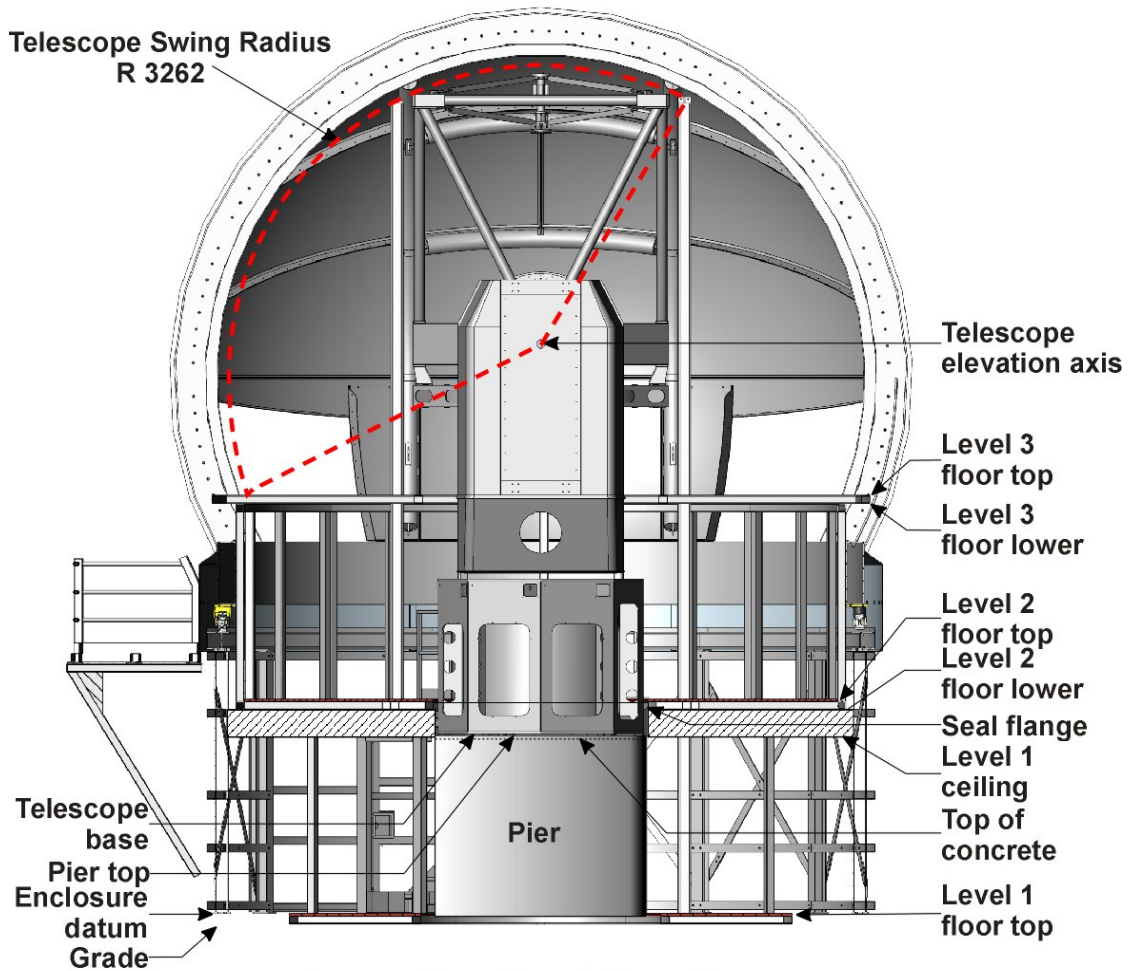 Telescope Swing Radius
R 3262
Telescope
elevation axis
Level 3
floor top
Level 3
floor lower
Level 2
floor top
Level 2
floor lower
Seal flange
Level 1
ceiling
Top of
concrete
Level 1
floor top
Pier
Telescope
base
Pier top
Enclosure
datum
Grade